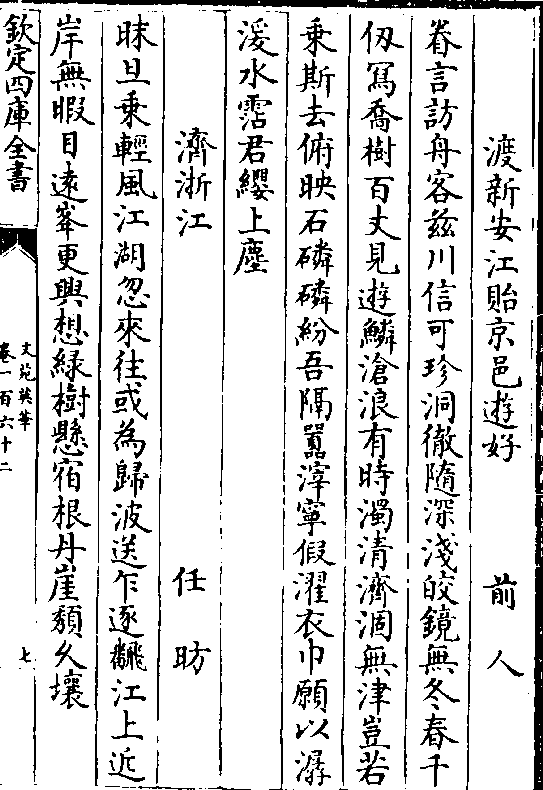 渡新安江貽京邑遊好　前人
眷言訪舟客茲川信可珍洞徹隨深淺皎鏡無冬春千
仭冩喬樹百丈見遊鱗滄浪有時濁清濟涸無津豈若
乗斯去俯映石磷磷紛吾隔囂滓寧假濯衣巾願以潺
湲水霑君纓上塵
濟浙江　任昉
昧旦乗輕風江湖忽來往或為歸波送乍逐翻江上近
岸無暇目遠峯更興想緑樹懸宿根丹崖頽久壤
欽定四庫全書
文苑英華
卷一百六十二
七